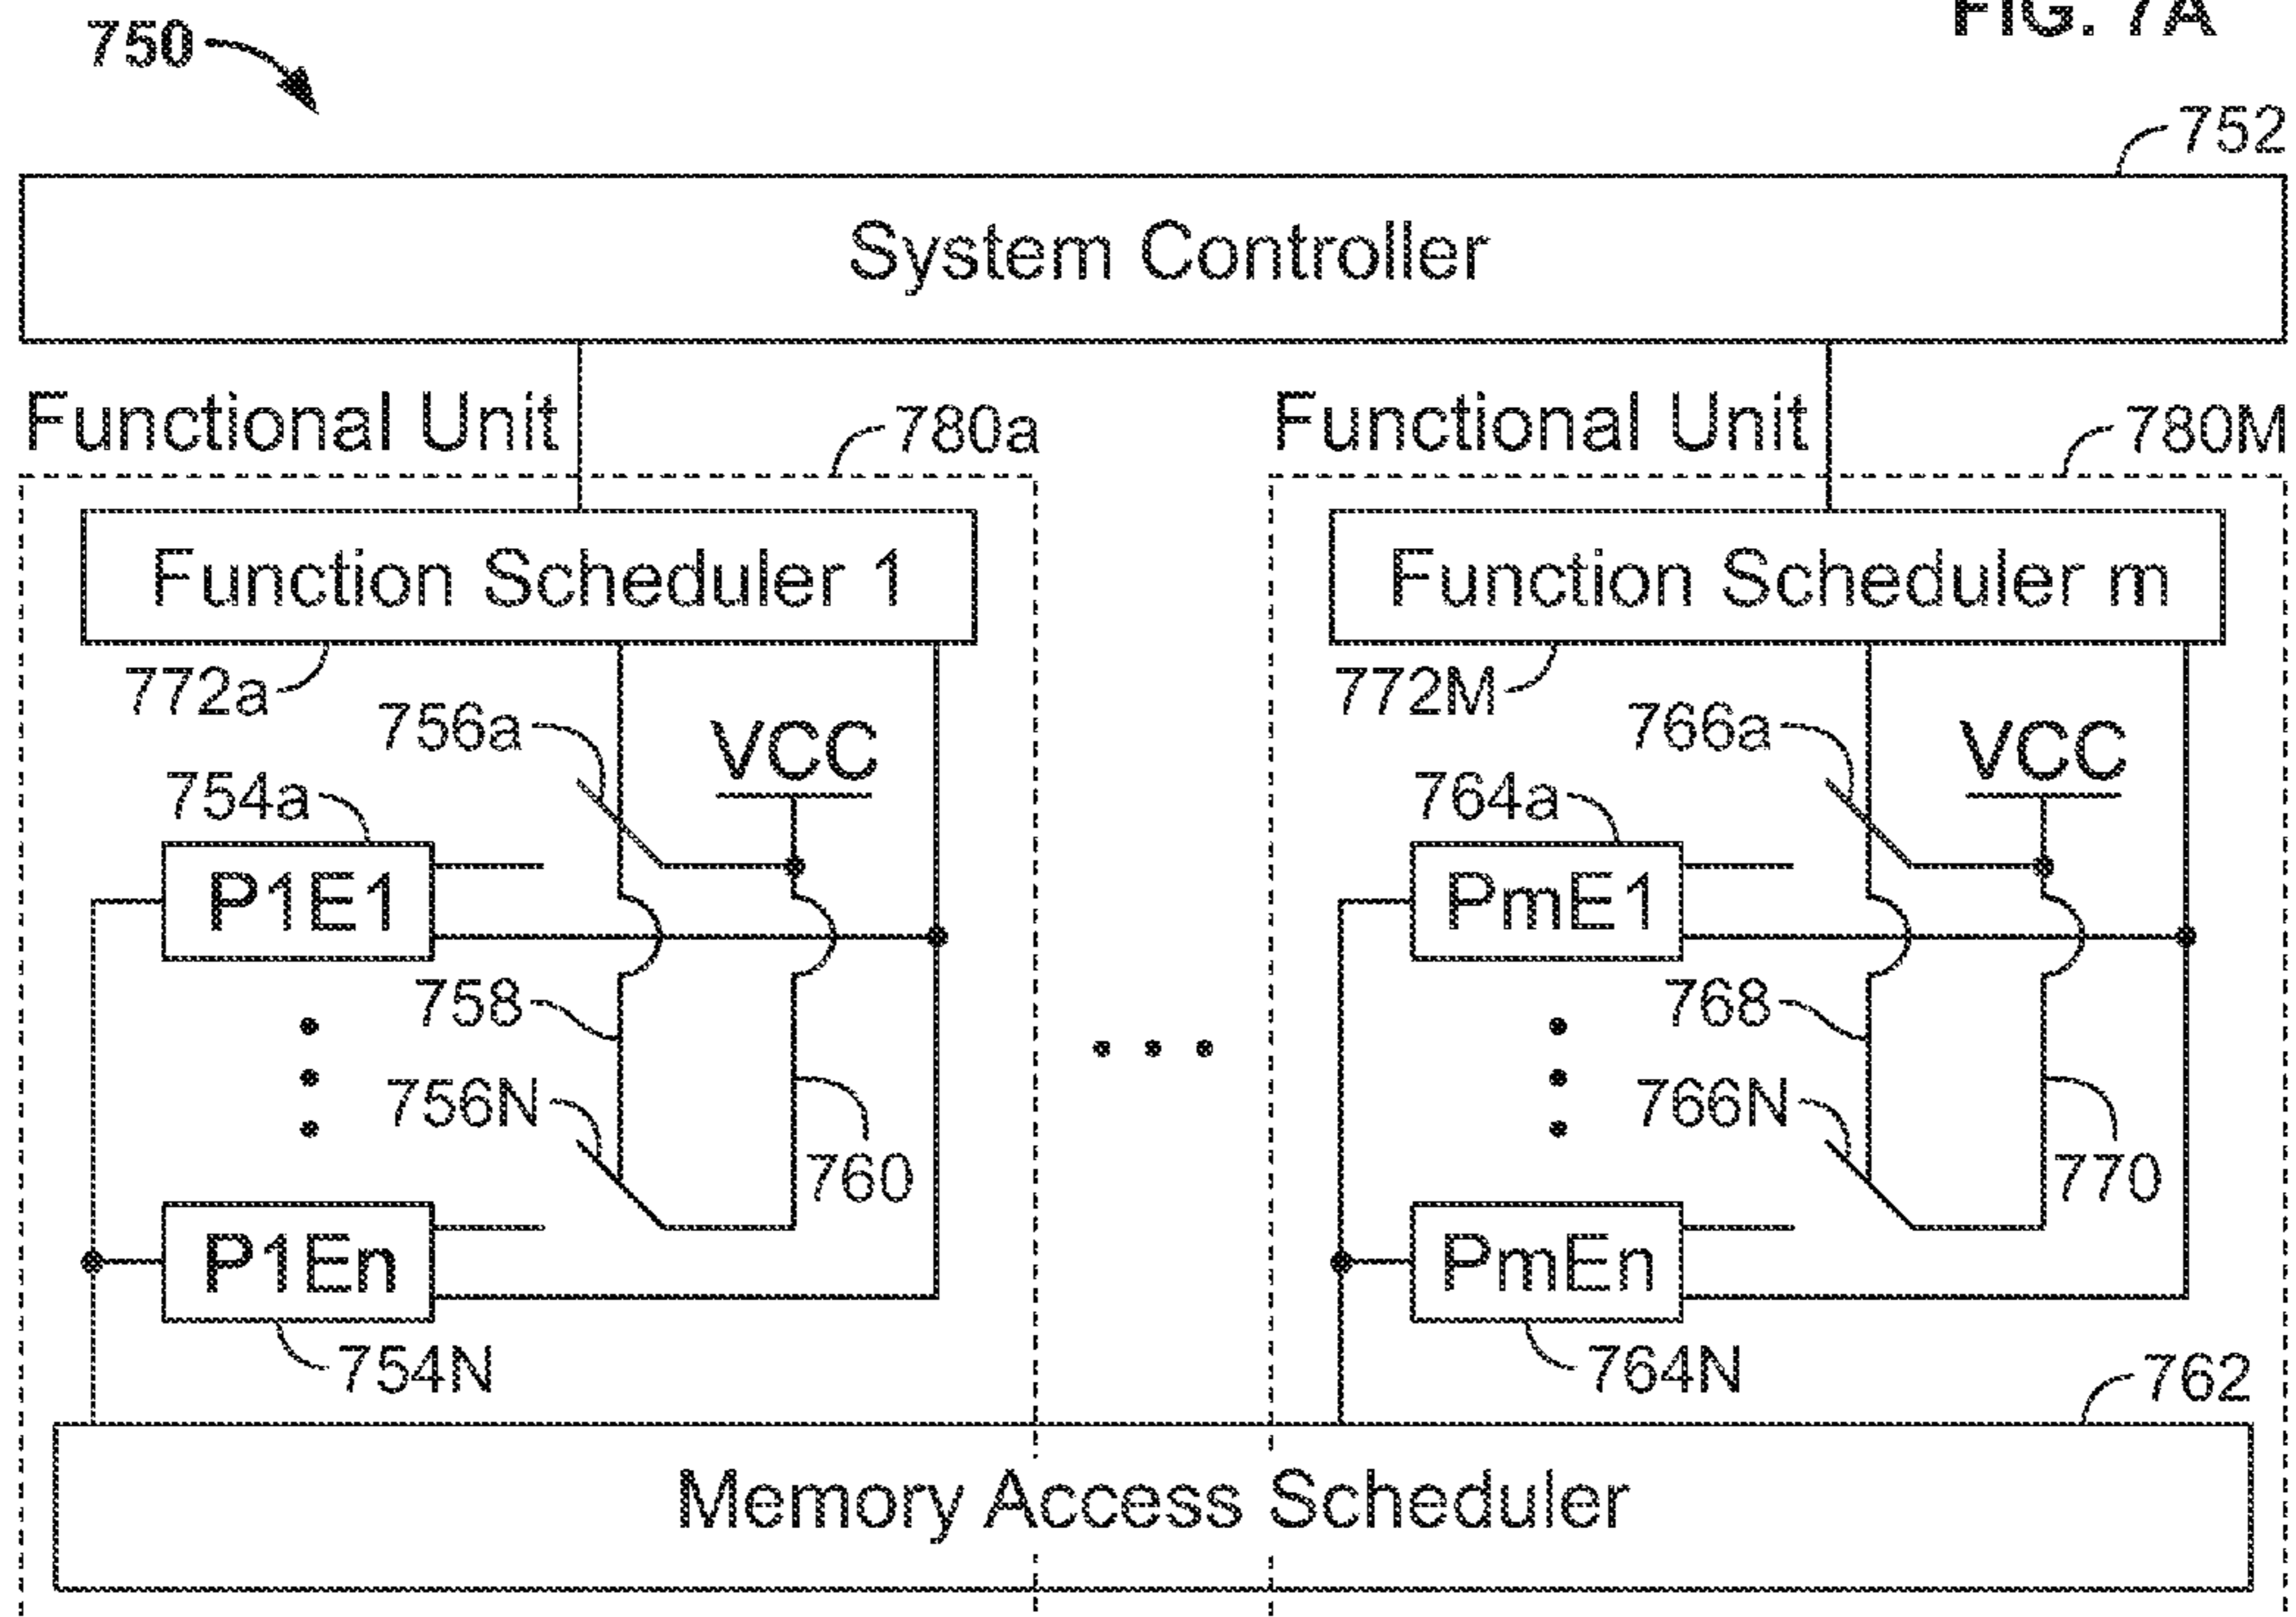 FIG. 7A
750
752
System Controller
Functional Unit
780a
Functional Unit
780M
Function Scheduler 1
Function Scheduler m
772a
772M
756a
VCC
766a
VCC
754a
764a
P1E1
PmE1
758
768
756N
766N
760
770
P1En
PmEn
754N
764N
762
Memory Access Scheduler